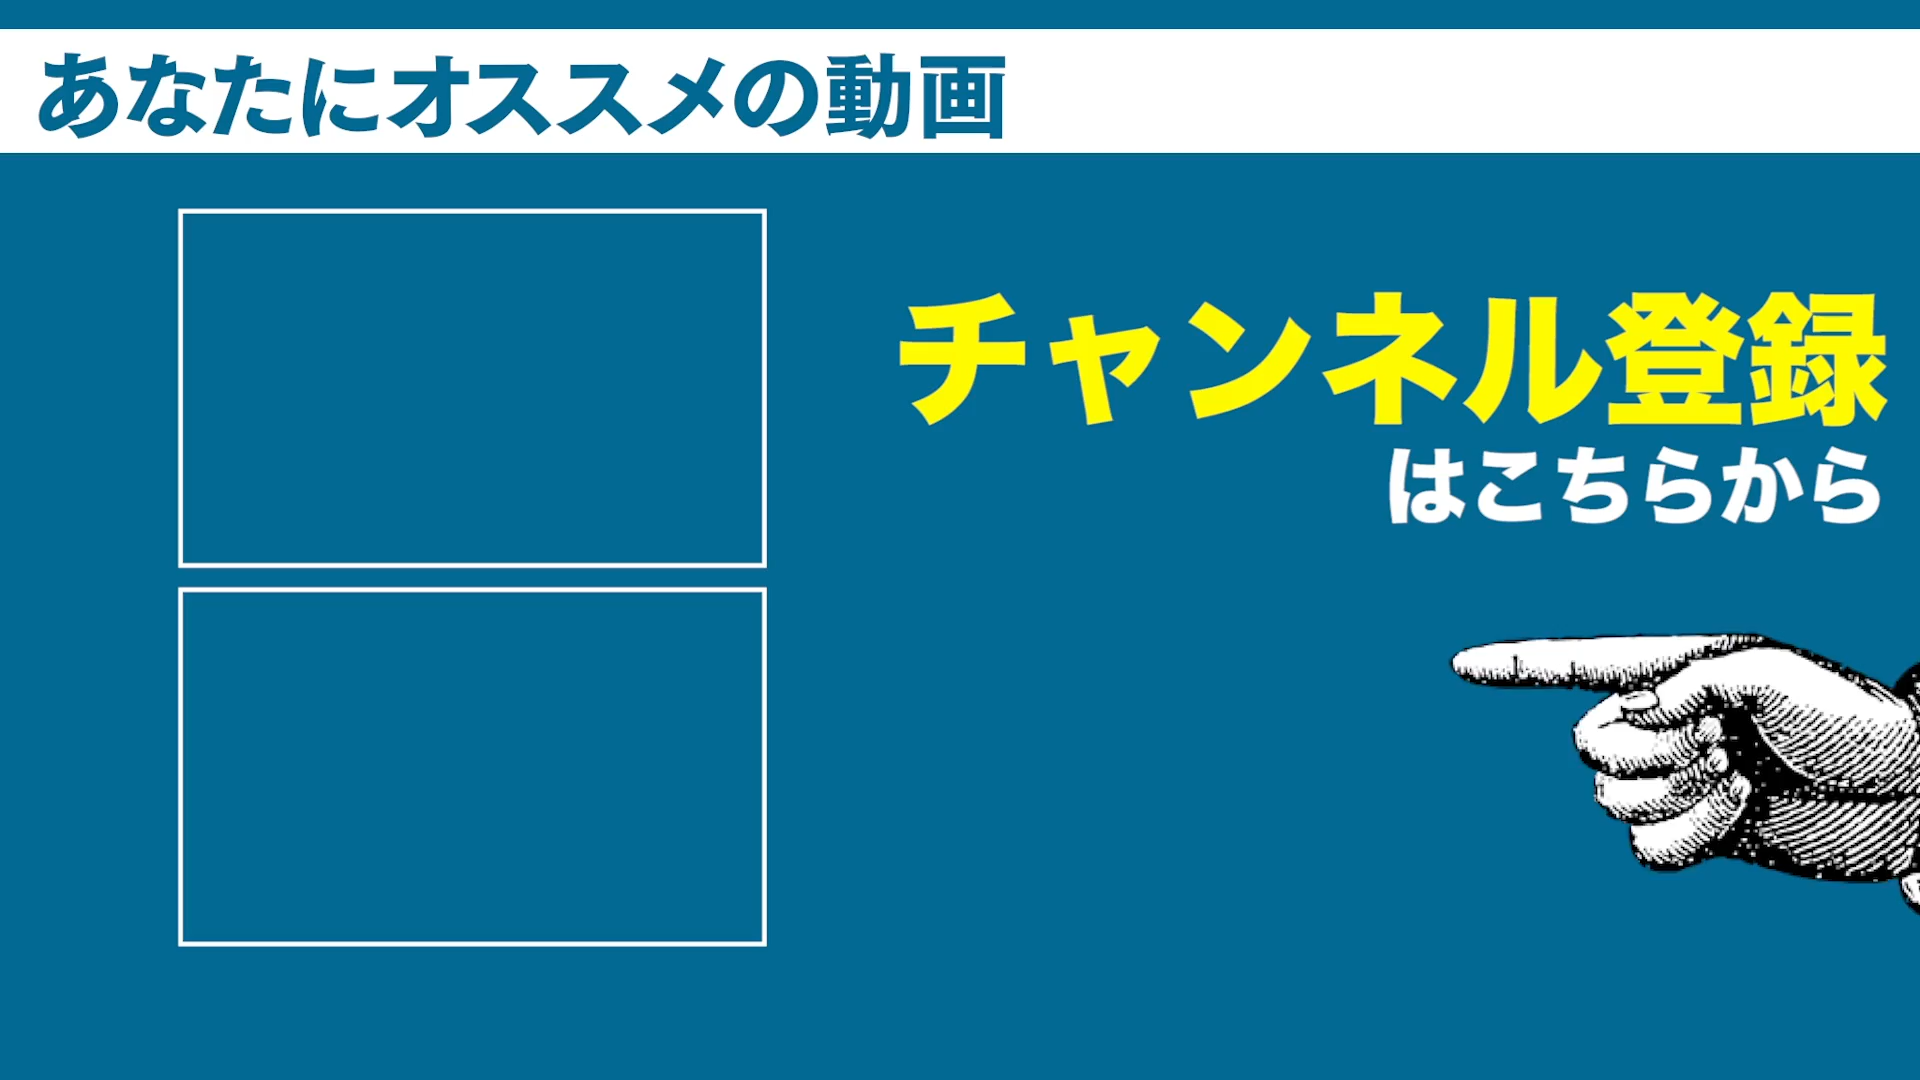 あなたにオススメの動画
チャンネル登録
はこちらから